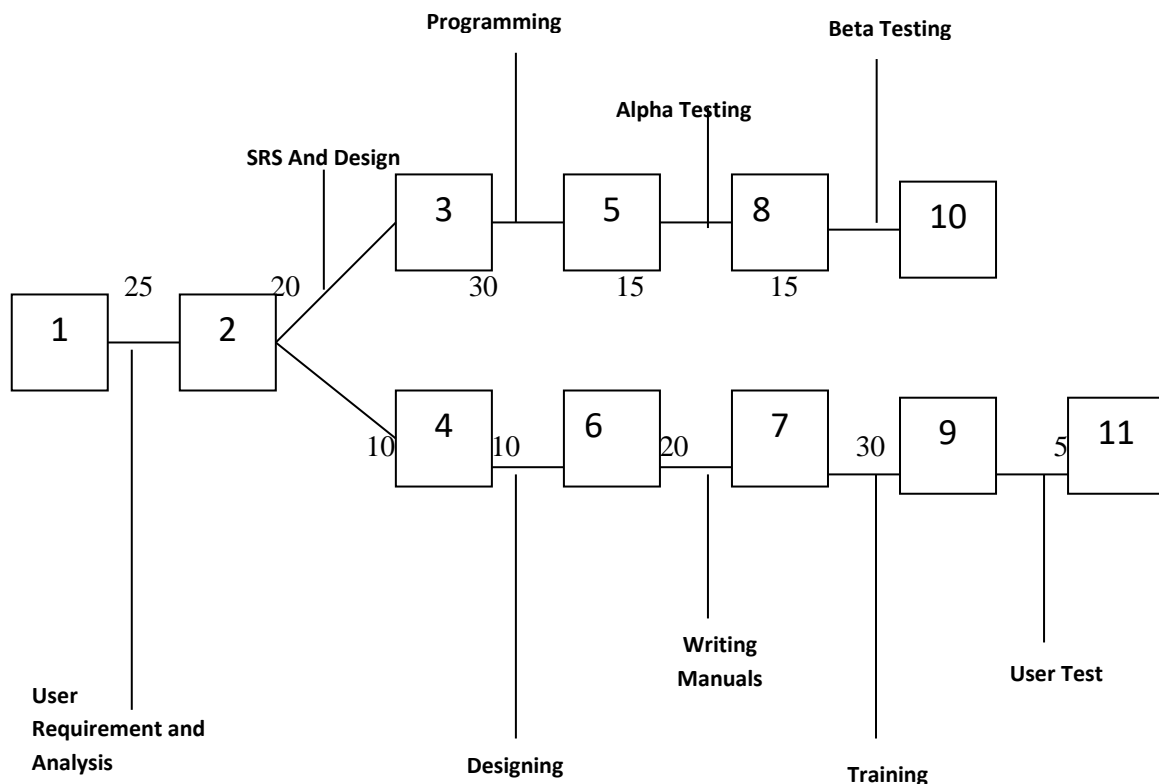 Programming
Beta Testing
Alpha Testing
SRS And Design
3
5
8
10
25
20
30
15
15
1
2
4
6
7
9
11
10
10
20
30
5
Writing
Manuals
User Test
User
Requirement and
Analysis
Designing
Training